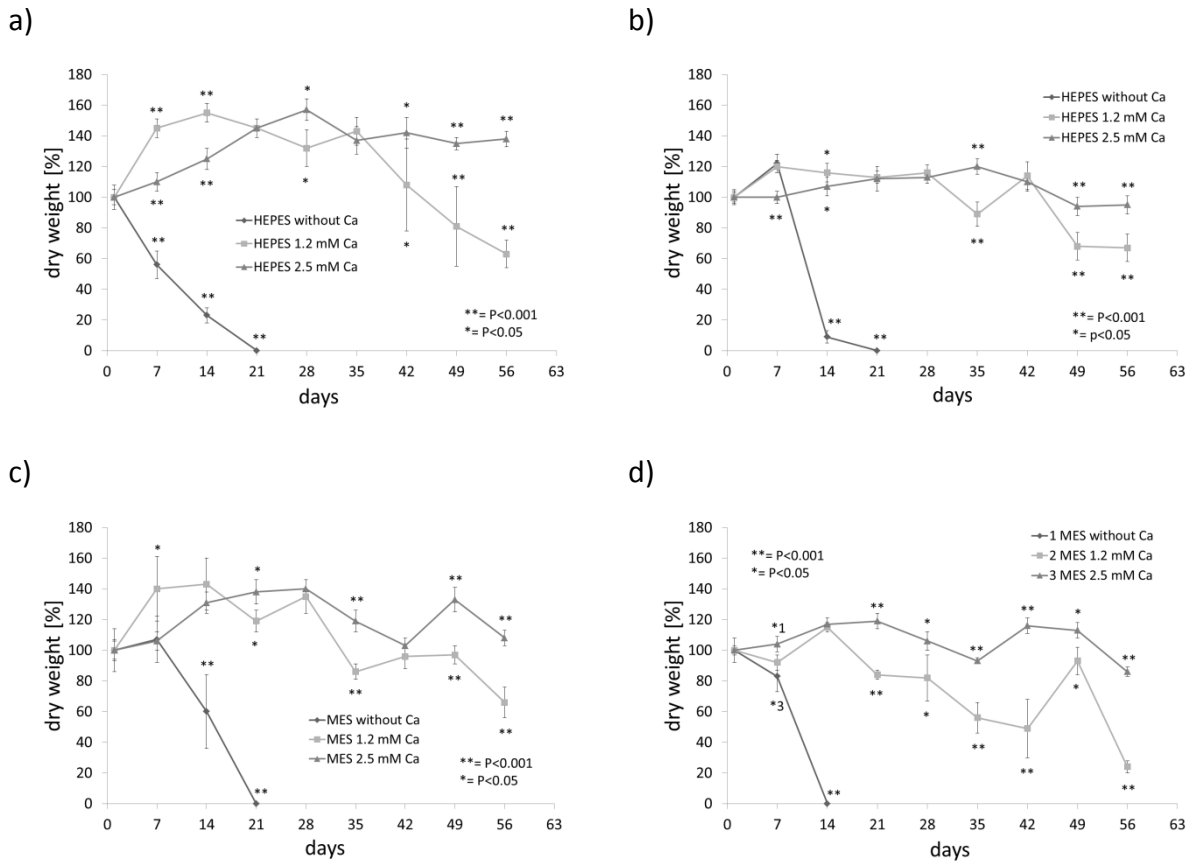 a)
180
160
140
120
100
80
60
40
20
0
dry weight [%]
** ** * * ** **
** ** * * ** **
** ** **
HEPES without Ca
HEPES 1.2 mM Ca
HEPES 2.5 mM Ca
**= P<0.001
*= P<0.05
0 7 14 21 28 35 42 49 56 63
days
b)
180
160
140
120
100
80
60
40
20
0
dry weight [%]
HEPES without Ca
HEPES 1.2 mM Ca
HEPES 2.5 mM Ca
* ** ** **
** * ** ** **
** **
**= P<0.001
*= p<0.05
0 7 14 21 28 35 42 49 56 63
days
c)
180
160
140
120
100
80
60
40
20
0
dry weight [%]
* * ** ** **
** * ** ** **
**
MES without Ca
MES 1.2 mM Ca
MES 2.5 mM Ca
**= P<0.001
*= P<0.05
0 7 14 21 28 35 42 49 56 63
days
d)
180
160
140
120
100
80
60
40
20
0
dry weight [%]
**= P<0.001
*= P<0.05
1 MES without Ca
2 MES 1.2 mM Ca
3 MES 2.5 mM Ca
*1 ** * ** ** * **
*3 ** * ** ** * **
**
0 7 14 21 28 35 42 49 56 63
days